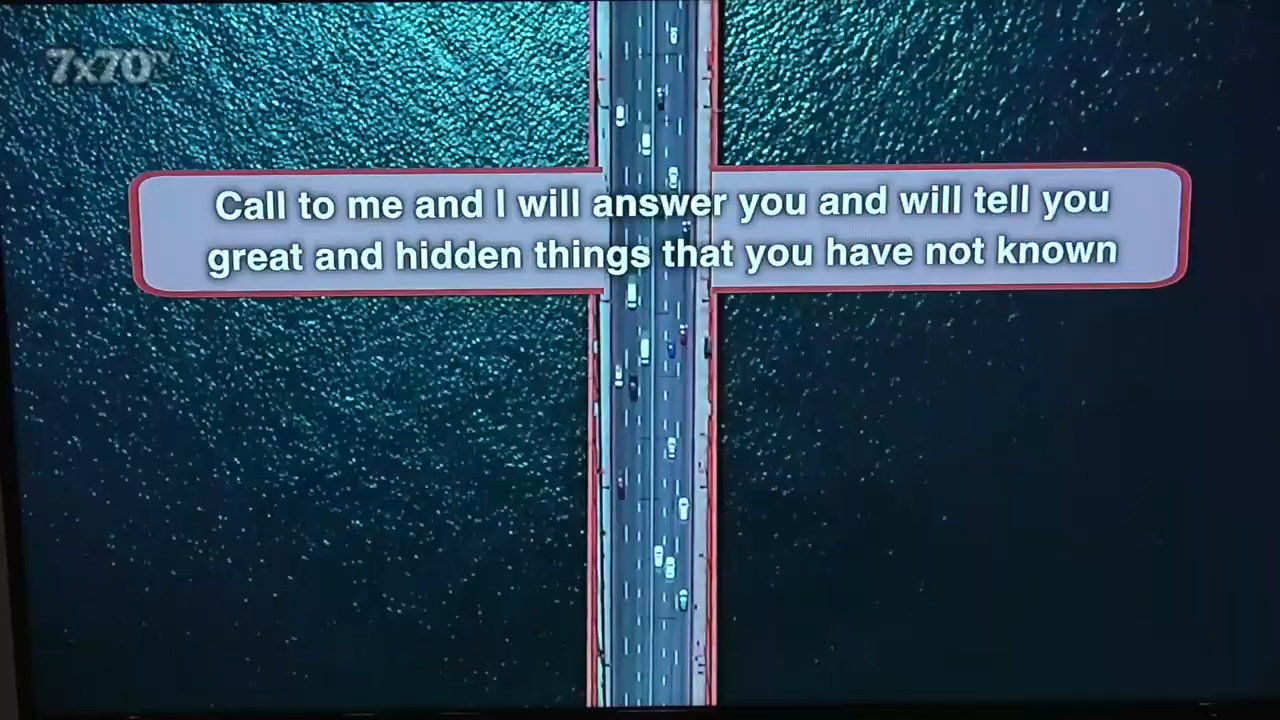 7x70
Call to me and I will answer you and will tell you
great and hidden things that you have not known